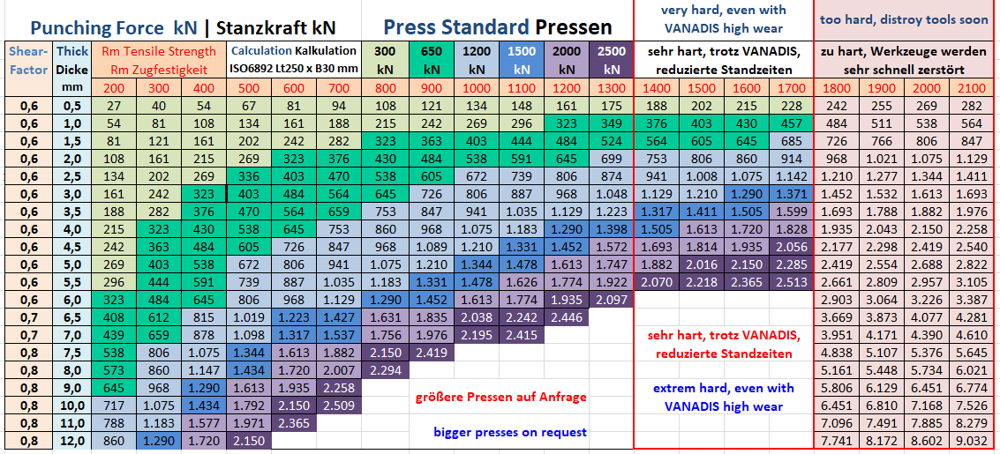 Punching Force kN | Stanzkraft kN
Press Standard Pressen
very hard, even with
VANADIS high wear
too hard, distroy tools soon
Shear-
Factor
Thick
Dicke
mm
Rm Tensile Strength
Rm Zugfestigkeit
Calculation Kalkulation
ISO6892 Lt250 x B30 mm
300
kN
650
kN
1200
kN
1500
kN
2000
kN
2500
kN
sehr hart, trotz VANADIS,
reduzierte Standzeiten
zu hart, Werkzeuge werden
sehr schnell zerstört
200 300 400 500 600 700 800 900 1000 1100 1200 1300 1400 1500 1600 1700 1800 1900 2000 2100
0,6 0,5 27 40 54 67 81 94 108 121 134 148 161 175 188 202 215 228 242 255 269 282
0,6 1,0 54 81 108 134 161 188 215 242 269 296 323 349 376 403 430 457 484 511 538 564
0,6 1,5 81 121 161 202 242 282 323 363 403 444 484 524 564 605 645 685 726 766 806 847
0,6 2,0 108 161 215 269 323 376 430 484 538 591 645 699 753 806 860 914 968 1.021 1.075 1.129
0,6 2,5 134 202 269 336 403 470 538 605 672 739 806 874 941 1.008 1.075 1.142 1.210 1.277 1.344 1.411
0,6 3,0 161 242 323 403 484 564 645 726 806 887 968 1.048 1.129 1.210 1.290 1.371 1.452 1.532 1.613 1.693
0,6 3,5 188 282 376 470 564 659 753 847 941 1.035 1.129 1.223 1.317 1.411 1.505 1.599 1.693 1.788 1.882 1.976
0,6 4,0 215 323 430 538 645 753 860 968 1.075 1.183 1.290 1.398 1.505 1.613 1.720 1.828 1.935 2.043 2.150 2.258
0,6 4,5 242 363 484 605 726 847 968 1.089 1.210 1.331 1.452 1.572 1.693 1.814 1.935 2.056 2.177 2.298 2.419 2.540
0,6 5,0 269 403 538 672 806 941 1.075 1.210 1.344 1.478 1.613 1.747 1.882 2.016 2.150 2.285 2.419 2.554 2.688 2.822
0,6 5,5 296 444 591 739 887 1.035 1.183 1.331 1.478 1.626 1.774 1.922 2.070 2.218 2.365 2.513 2.661 2.809 2.957 3.105
0,6 6,0 323 484 645 806 968 1.129 1.290 1.452 1.613 1.774 1.935 2.097 2.903 3.064 3.226 3.387
0,7 6,5 408 612 815 1.019 1.223 1.427 1.631 1.835 2.038 2.242 2.446 3.669 3.873 4.077 4.281
0,7 7,0 439 659 878 1.098 1.317 1.537 1.756 1.976 2.195 2.415 3.951 4.171 4.390 4.610
0,8 7,5 538 806 1.075 1.344 1.613 1.882 2.150 2.419 4.838 5.107 5.376 5.645
0,8 8,0 573 860 1.147 1.434 1.720 2.007 2.294 5.161 5.448 5.734 6.021
0,8 9,0 645 968 1.290 1.613 1.935 2.258 5.806 6.129 6.451 6.774
0,8 10,0 717 1.075 1.434 1.792 2.150 2.509 6.451 6.810 7.168 7.526
0,8 11,0 788 1.183 1.577 1.971 2.365 7.096 7.491 7.885 8.279
0,8 12,0 860 1.290 1.720 2.150 7.741 8.172 8.602 9.032
sehr hart, trotz VANADIS,
reduzierte Standzeiten
größere Pressen auf Anfrage
extrem hard, even with
VANADIS high wear
bigger presses on request